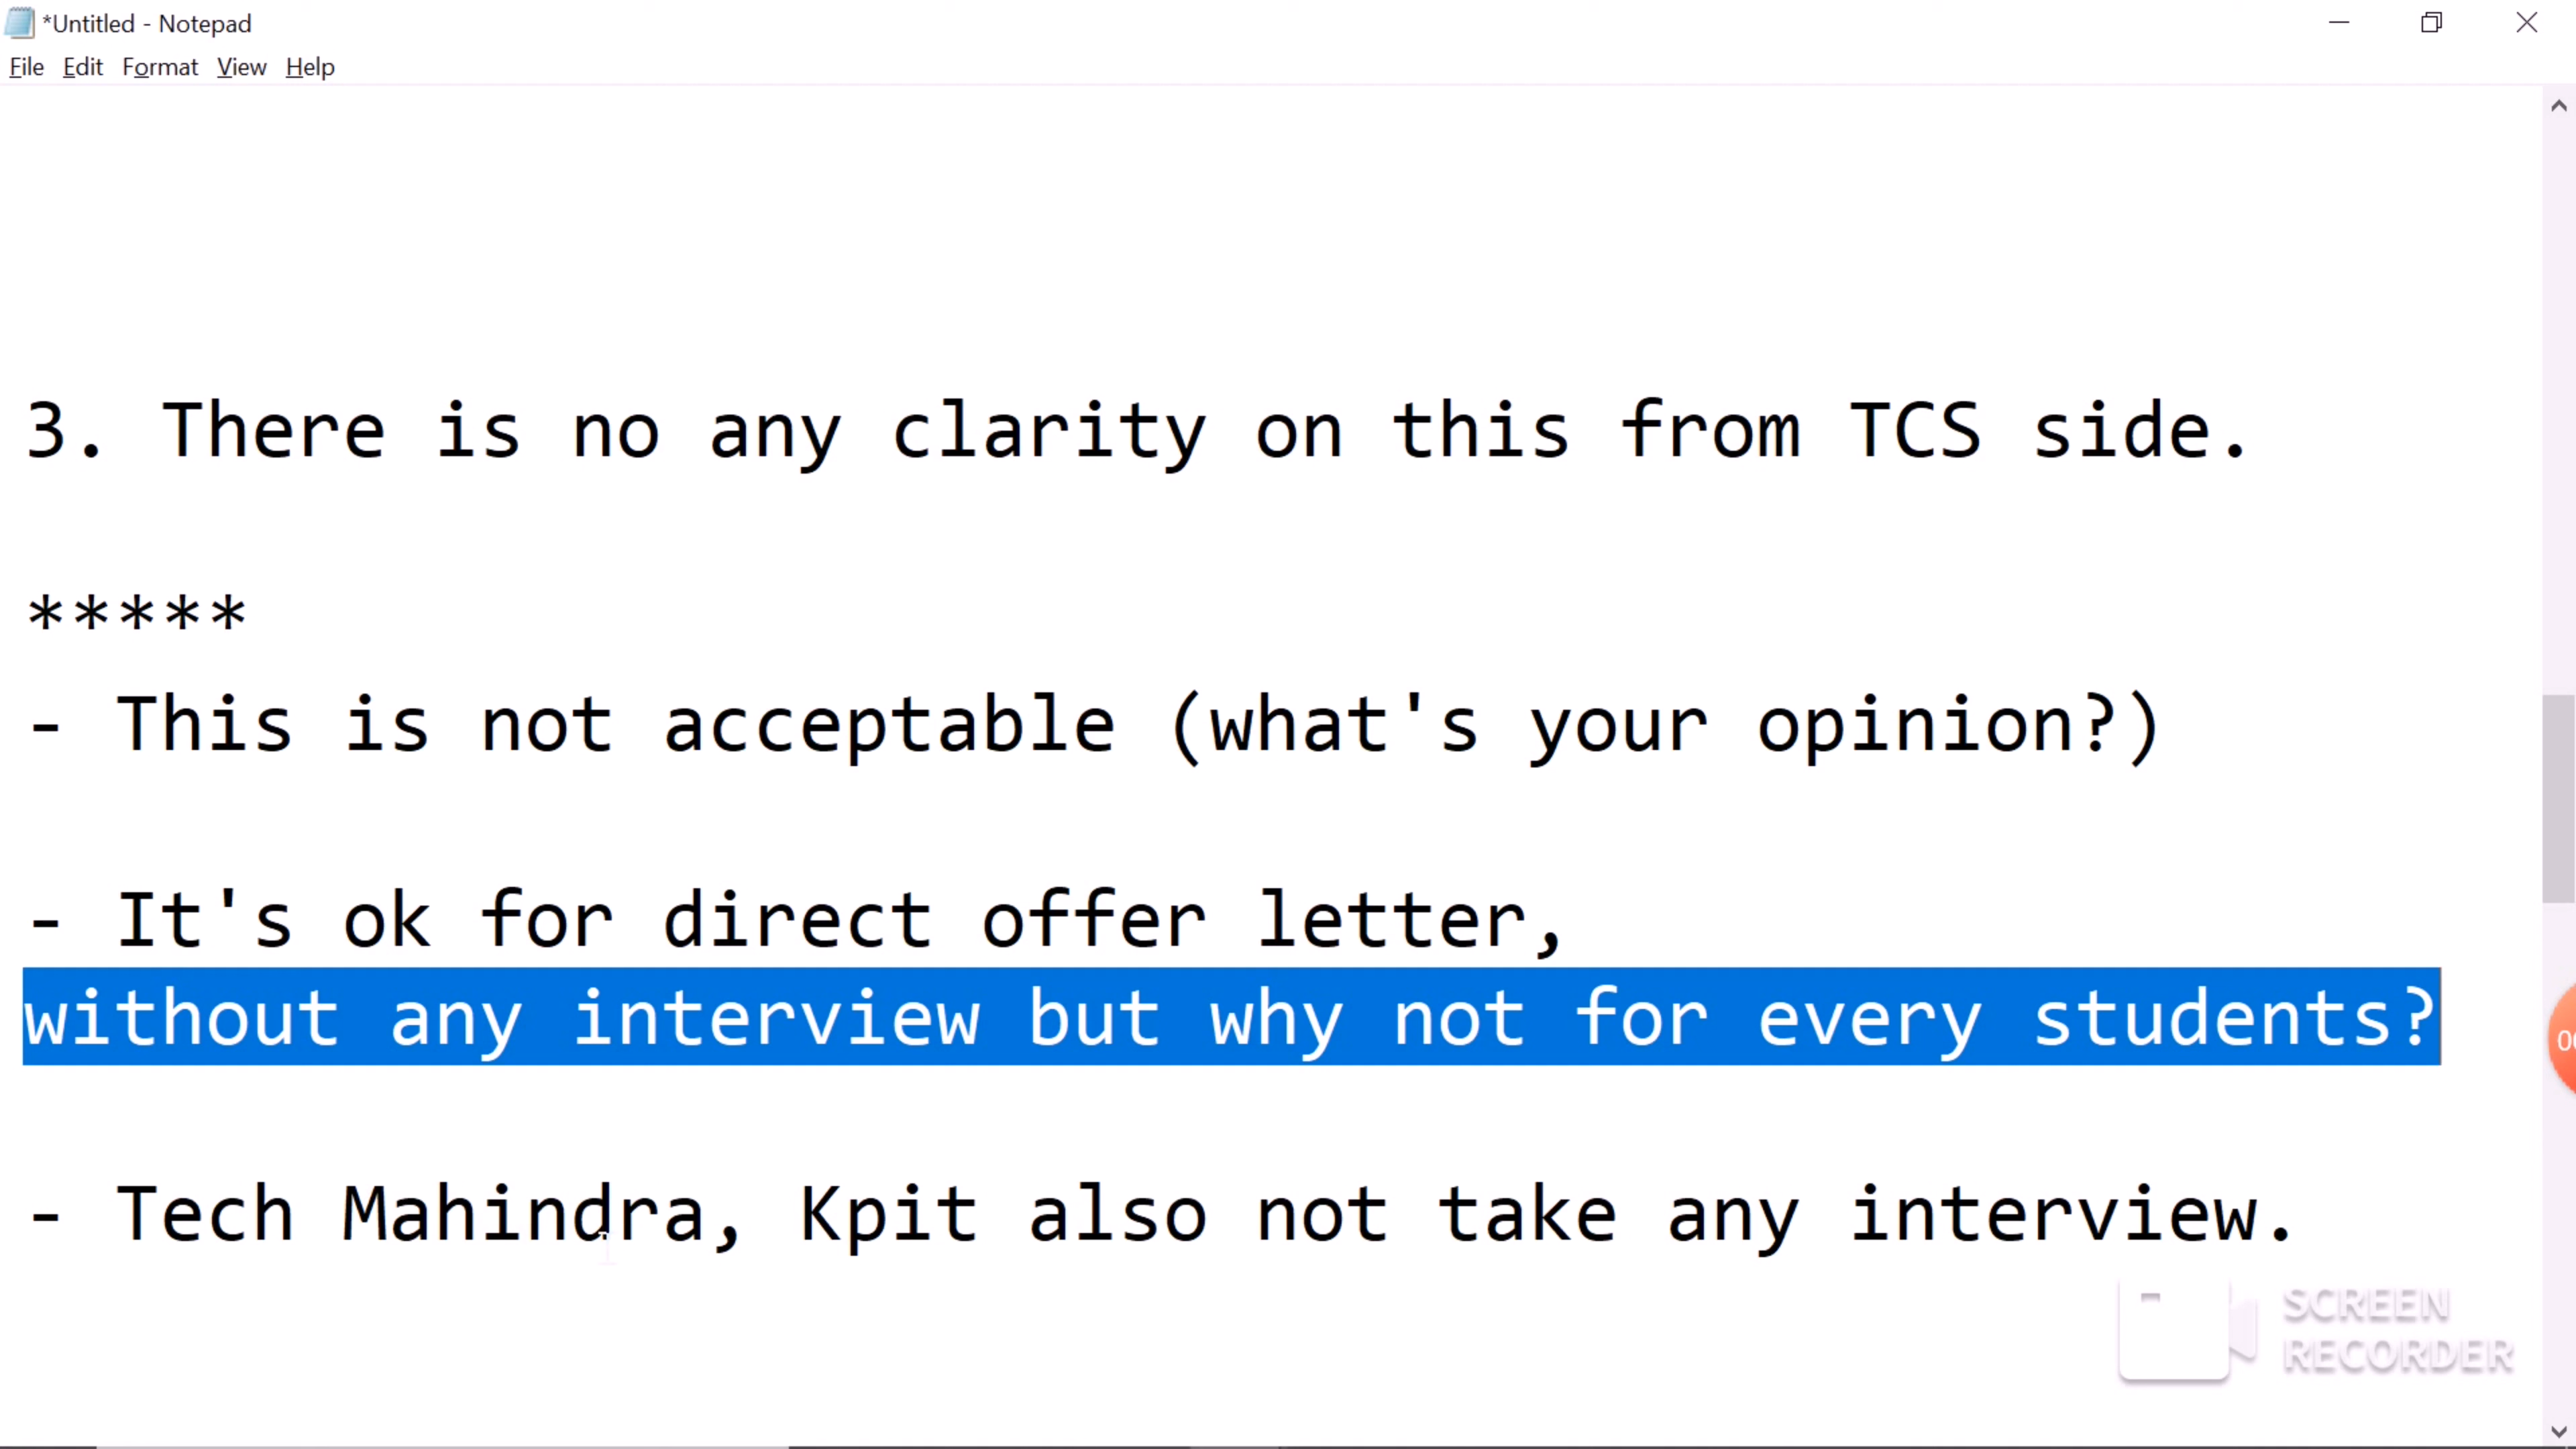 *Untitled - Notepad
File Edit Format View Help
3. There is no any clarity on this from TCS side.
*****
- This is not acceptable (what's your opinion?)
- It's ok for direct offer letter,
without any interview but why not for every students?
- Tech Mahindra, Kpit also not take any interview.
SCREEN
RECORDER